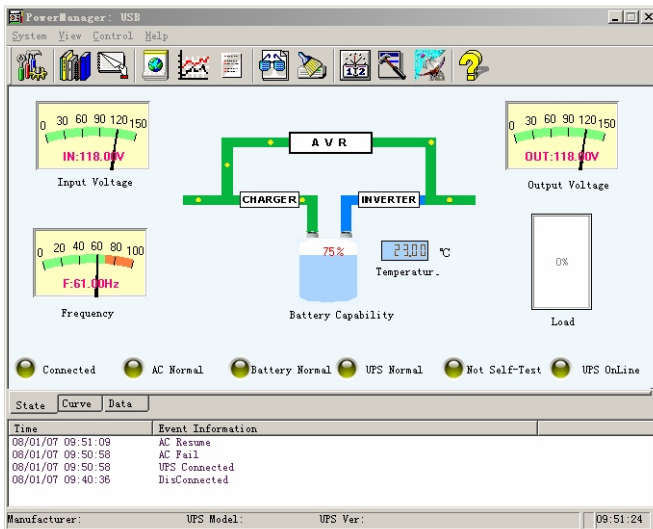 PowerManager: USB
System View Control Help
0 30 60 90 120 150
IN:118.00V
Input Voltage
A V R
0 30 60 90 120 150
OUT:118.00V
Output Voltage
CHARGER
INVERTER
0 20 40 60 80 100
F:61.00Hz
Frequency
75%
Battery Capability
23.00 °C
Temperatur.
0%
Load
Connected
AC Normal
Battery Normal
UPS Normal
Not Self-Test
UPS OnLine
State Curve Data
Time Event Information
08/01/07 09:51:09 AC Resume
08/01/07 09:50:58 AC Fail
08/01/07 09:50:58 UPS Connected
08/01/07 09:40:36 DisConnected
Manufacturer: UPS Model: UPS Ver: 09:51:24